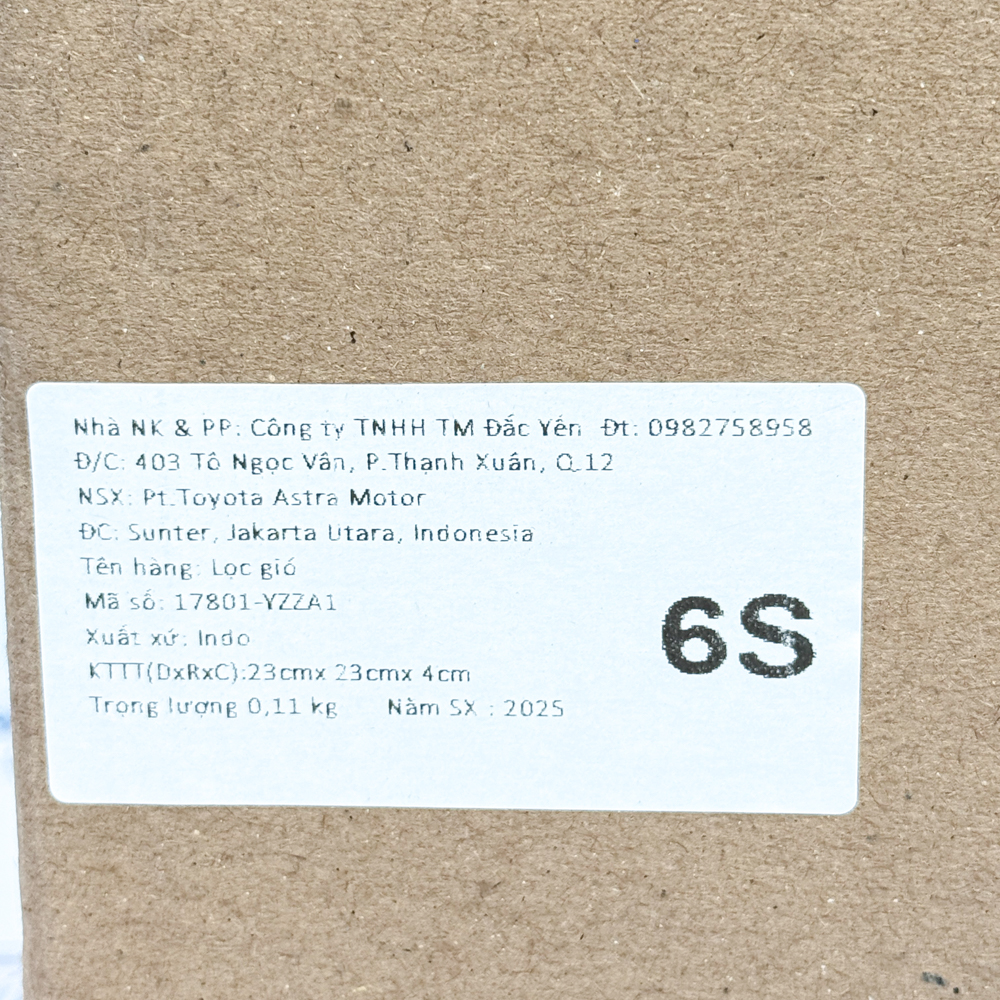 Nhà NK & PP: Công ty TNHH TM Đắc Yến Đt: 0982758958
Đ/C: 403 Tô Ngọc Vân, P.Thạnh Xuân, Q.12
NSX: Pt.Toyota Astra Motor
ĐC: Sunter, Jakarta Utara, Indonesia
Tên hàng: Lọc gió
Mã số: 17801-YZZA1
Xuất xứ: Indo
KTTT(DxRxC):23cmx 23cmx 4cm
Trọng lượng 0,11 kg Năm SX : 2025
6S